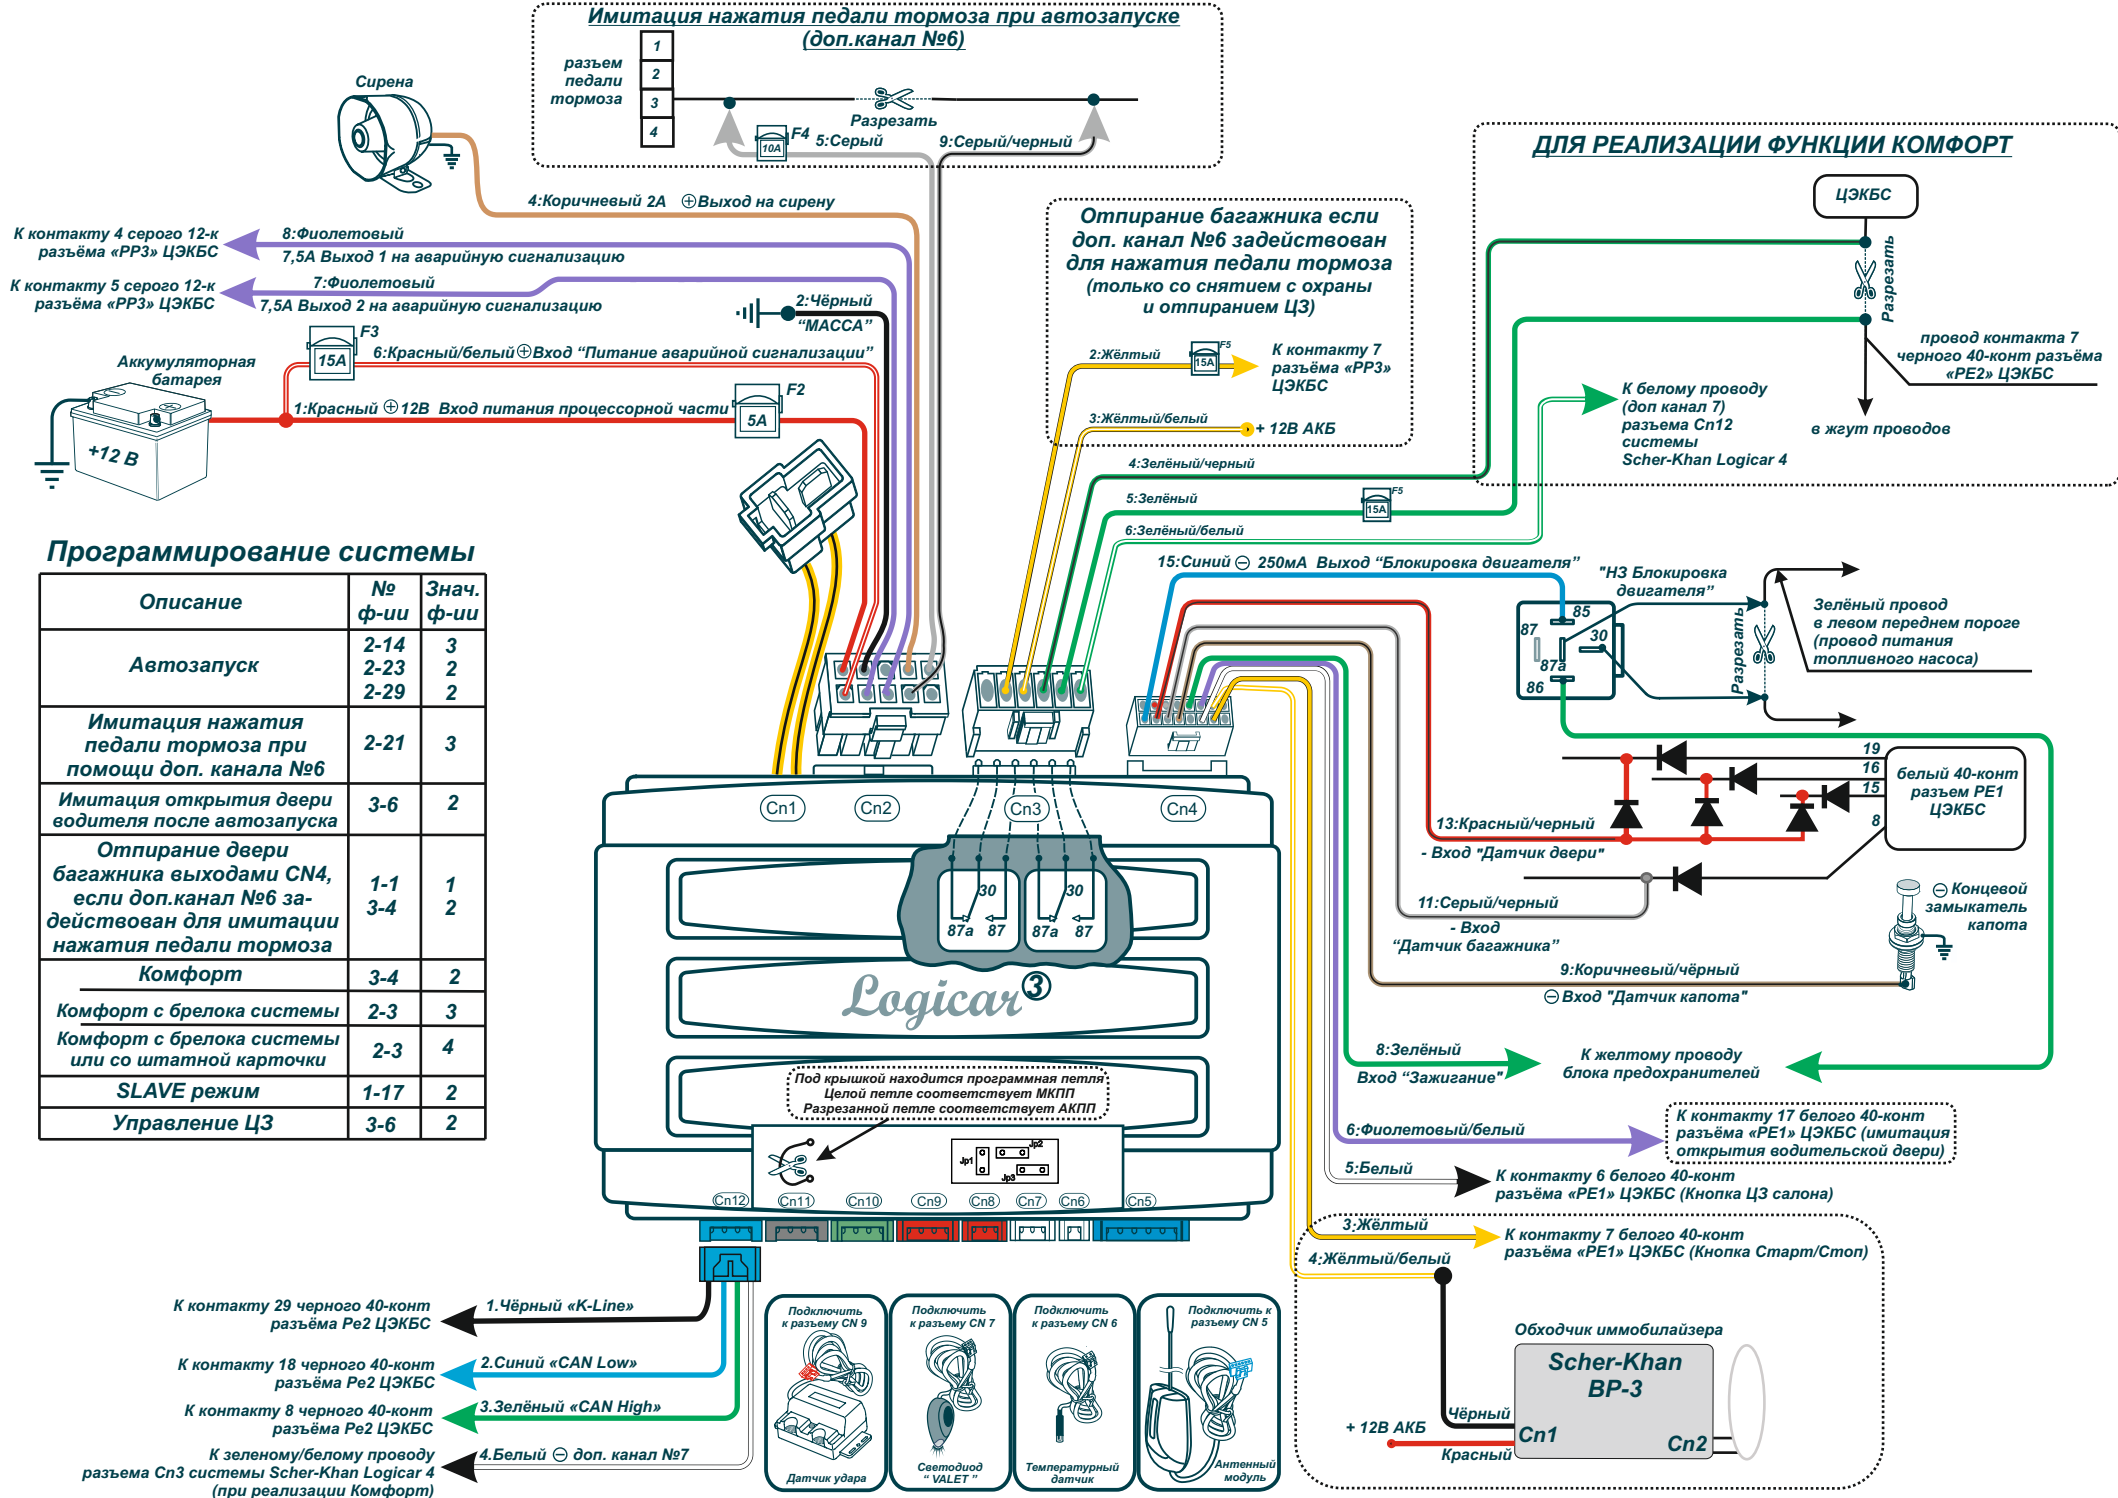 Имитация нажатия педали тормоза при автозапуске
(доп.канал №6)
разъем
педали
тормоза
1
2
3
4
Разрезать
F4
10А
5:Серый
9:Серый/черный
Сирена
4:Коричневый 2А ⊕Выход на сирену
К контакту 4 серого 12-к
разъёма «РР3» ЦЭКБС
8:Фиолетовый
7,5А Выход 1 на аварийную сигнализацию
К контакту 5 серого 12-к
разъёма «РР3» ЦЭКБС
7:Фиолетовый
7,5А Выход 2 на аварийную сигнализацию
2:Чёрный
“МАССА”
F3
15А
6:Красный/белый⊕Вход “Питание аварийной сигнализации”
Аккумуляторная
батарея
+12 В
1:Красный ⊕12В Вход питания процессорной части
F2
5А
Отпирание багажника если
доп. канал №6 задействован
для нажатия педали тормоза
(только со снятием с охраны
и отпиранием ЦЗ)
2:Жёлтый
F5
15А
К контакту 7
разъёма «РР3»
ЦЭКБС
3:Жёлтый/белый
+ 12В АКБ
ДЛЯ РЕАЛИЗАЦИИ ФУНКЦИИ КОМФОРТ
ЦЭКБС
Разрезать
провод контакта 7
черного 40-конт разъёма
«РЕ2» ЦЭКБС
в жгут проводов
К белому проводу
(доп канал 7)
разъема Cn12
системы
Scher-Khan Logicar 4
4:Зелёный/черный
5:Зелёный
F5
15А
6:Зелёный/белый
15:Синий ⊖ 250мА Выход “Блокировка двигателя”
"НЗ Блокировка
двигателя”
85
87
30
87а
86
Разрезать
Зелёный провод
в левом переднем пороге
(провод питания
топливного насоса)
Программирование системы
Описание
№
ф-ии
Знач.
ф-ии
Автозапуск
2-14 3
2-23 2
2-29 2
Имитация нажатия
педали тормоза при
помощи доп. канала №6
2-21 3
Имитация открытия двери
водителя после автозапуска
3-6 2
Отпирание двери
багажника выходами CN4,
если доп.канал №6 за-
действован для имитации
нажатия педали тормоза
1-1 1
3-4 2
Комфорт 3-4 2
Комфорт с брелока системы 2-3 3
Комфорт с брелока системы
или со штатной карточки
2-3 4
SLAVE режим 1-17 2
Управление ЦЗ 3-6 2
Cn1
Cn2
Cn3
Cn4
30
87а 87
30
87а 87
Logicar 3
Под крышкой находится программная петля
Целой петле соответствует МКПП
Разрезанной петле соответствует АКПП
Jp1
Jp2
Jp3
Cn12
Cn11
Cn10
Cn9
Cn8
Cn7
Cn6
Cn5
19
16
15
8
белый 40-конт
разъем РЕ1
ЦЭКБС
13:Красный/черный
- Вход "Датчик двери"
11:Серый/черный
- Вход
“Датчик багажника”
⊖ Концевой
замыкатель
капота
9:Коричневый/чёрный
⊖ Вход "Датчик капота"
8:Зелёный
Вход “Зажигание"
К желтому проводу
блока предохранителей
6:Фиолетовый/белый
К контакту 17 белого 40-конт
разъёма «РЕ1» ЦЭКБС (имитация
открытия водительской двери)
5:Белый
К контакту 6 белого 40-конт
разъёма «РЕ1» ЦЭКБС (Кнопка ЦЗ салона)
3:Жёлтый
К контакту 7 белого 40-конт
разъёма «РЕ1» ЦЭКБС (Кнопка Старт/Стоп)
4:Жёлтый/белый
Обходчик иммобилайзера
Scher-Khan
BP-3
Чёрный
+ 12В АКБ
Красный
Cn1
Cn2
К контакту 29 черного 40-конт
разъёма Ре2 ЦЭКБС
1.Чёрный «K-Line»
К контакту 18 черного 40-конт
разъёма Ре2 ЦЭКБС
2.Синий «CAN Low»
К контакту 8 черного 40-конт
разъёма Ре2 ЦЭКБС
3.Зелёный «CAN High»
К зеленому/белому проводу
разъема Cn3 системы Scher-Khan Logicar 4
(при реализации Комфорт)
4.Белый ⊖ доп. канал №7
Подключить
к разъему CN 9
Датчик удара
Подключить
к разъему CN 7
Светодиод
“ VALET ”
Подключить
к разъему CN 6
Температурный
датчик
Подключить к
разъему CN 5
Антенный
модуль